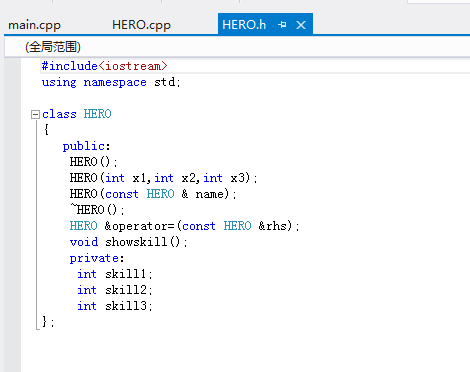 main.cpp HERO.cpp HERO.h
(全局范围)
#include<iostream>
using namespace std;
class HERO
{
public:
HERO();
HERO(int x1,int x2,int x3);
HERO(const HERO & name);
~HERO();
HERO &operator=(const HERO &rhs);
void showskill();
private:
int skill1;
int skill2;
int skill3;
};